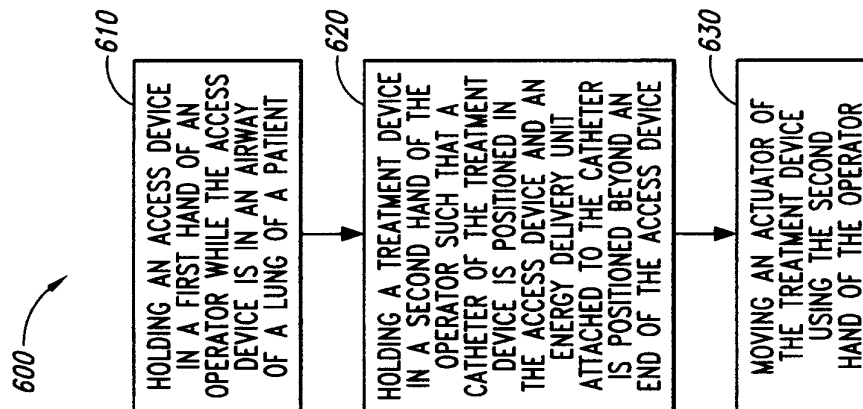 600
610
HOLDING AN ACCESS DEVICE
IN A FIRST HAND OF AN
OPERATOR WHILE THE ACCESS
DEVICE IS IN AN AIRWAY
OF A LUNG OF A PATIENT
620
HOLDING A TREATMENT DEVICE
IN A SECOND HAND OF THE
OPERATOR SUCH THAT A
CATHETER OF THE TREATMENT
DEVICE IS POSITIONED IN
THE ACCESS DEVICE AND AN
ENERGY DELIVERY UNIT
ATTACHED TO THE CATHETER
IS POSITIONED BEYOND AN
END OF THE ACCESS DEVICE
630
MOVING AN ACTUATOR OF
THE TREATMENT DEVICE
USING THE SECOND
HAND OF THE OPERATOR